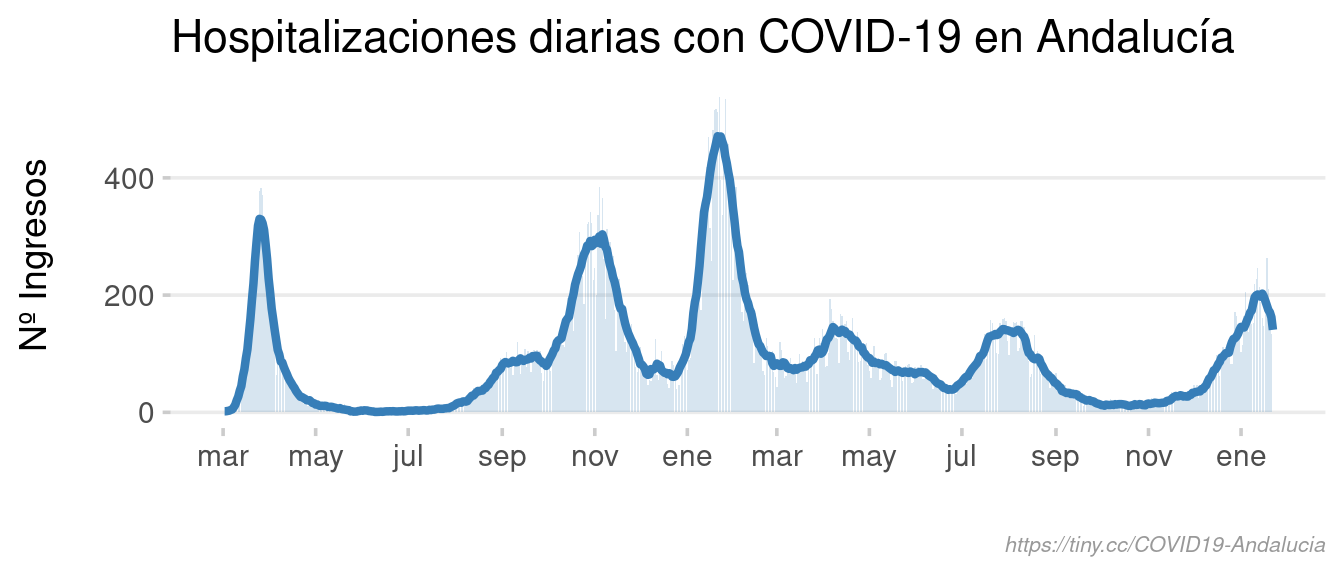 Hospitalizaciones diarias con COVID-19 en Andalucía
Nº Ingresos
400
200
0
mar may jul sep nov ene mar may jul sep nov ene
https://tiny.cc/COVID19-Andalucia